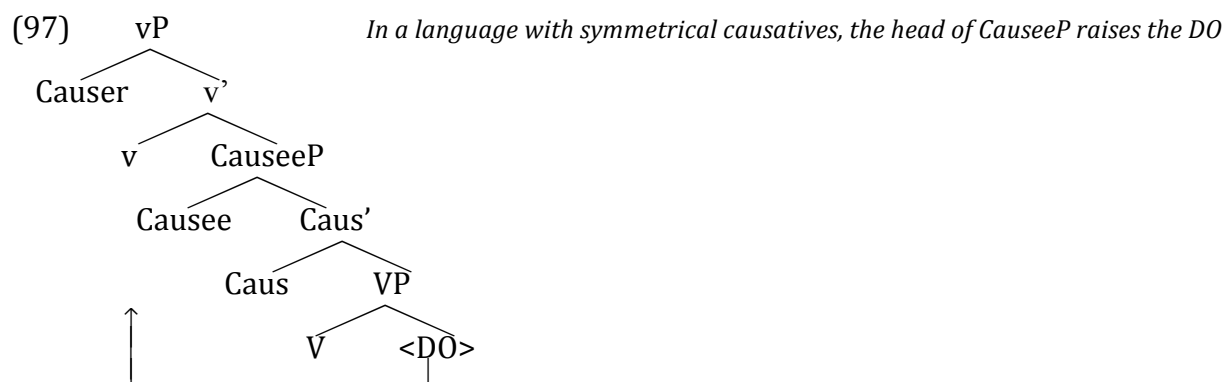 (97) vP In a language with symmetrical causatives, the head of CauseeP raises the DO
Causer v’
v CauseeP
Causee Caus’
Caus VP
V <DO>